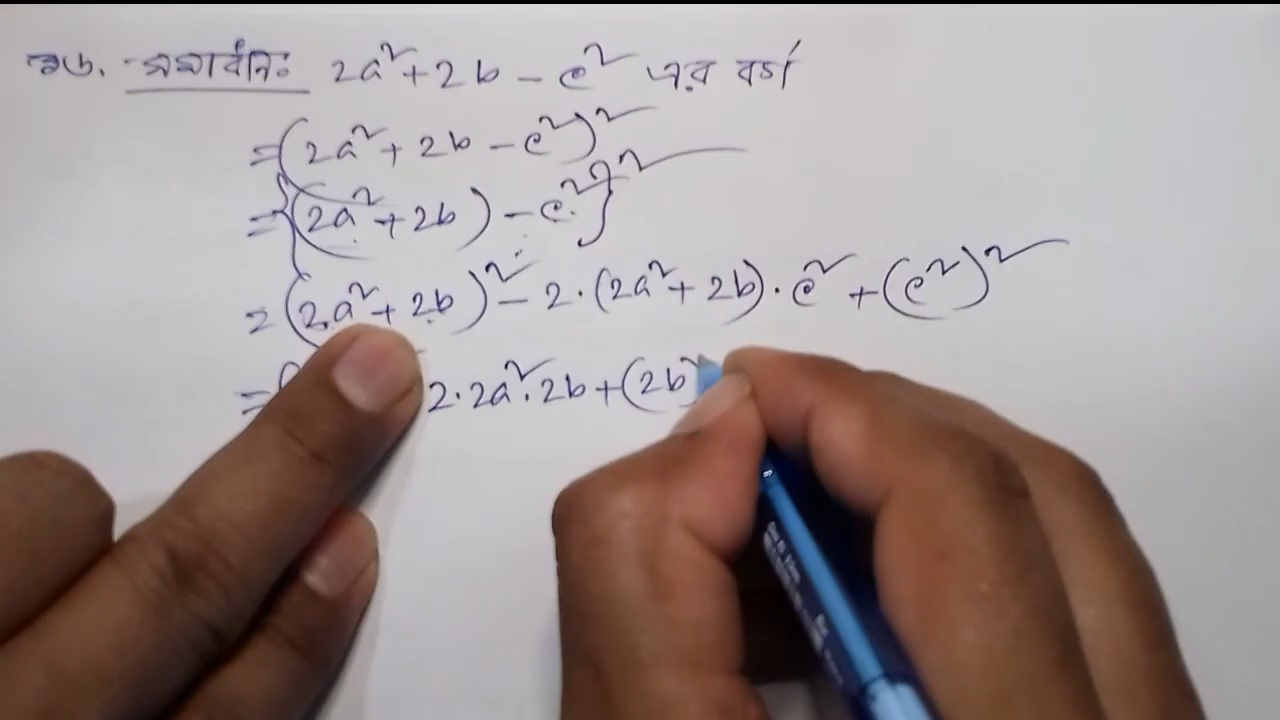 ১৬. সমাধান: 2a² + 2b - c² এর বর্গ
= (2a² + 2b - c²)²
= {(2a² + 2b) - c²}²
= (2a² + 2b)² - 2·(2a² + 2b)·c² + (c²)²
= ( 2·2a²·2b + (2b)